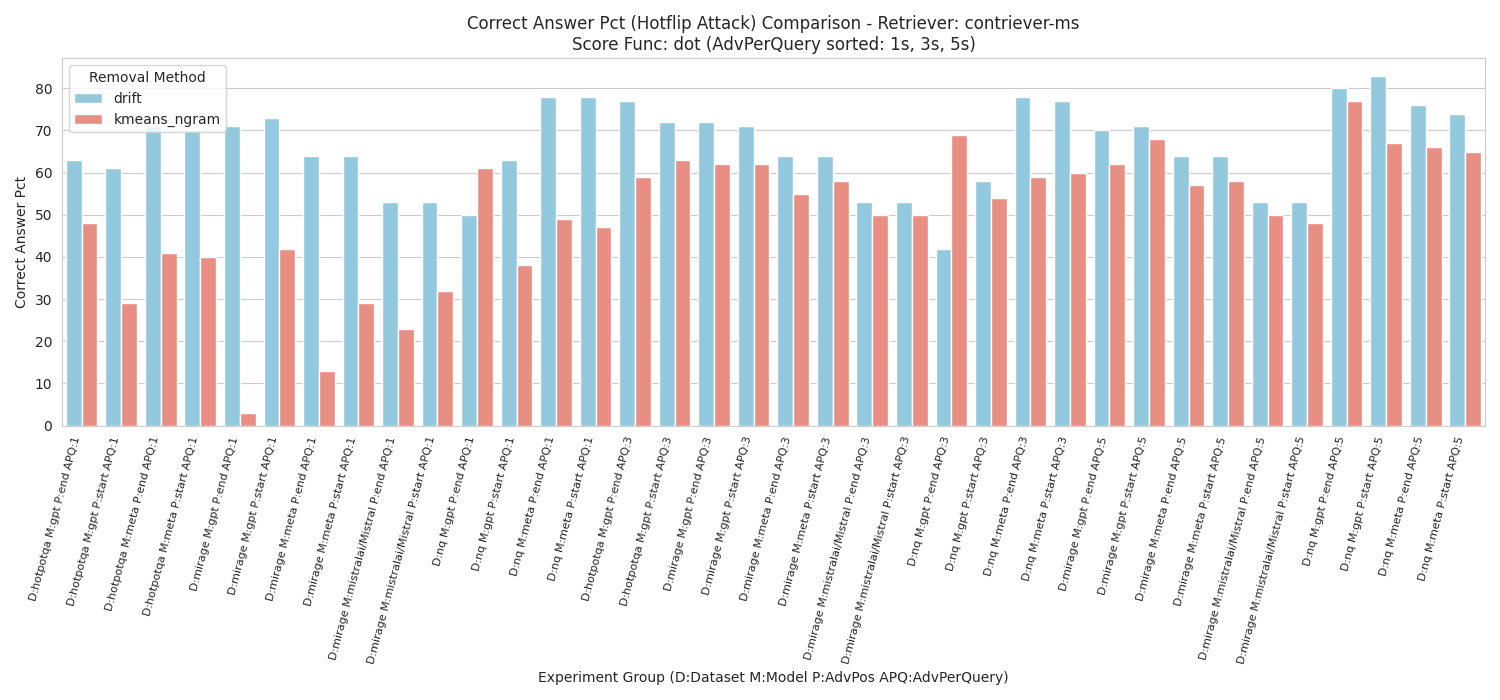 Correct Answer Pct (Hotflip Attack) Comparison - Retriever: contriever-ms
Score Func: dot (AdvPerQuery sorted: 1s, 3s, 5s)
Removal Method
drift
kmeans_ngram
Correct Answer Pct
80
70
60
50
40
30
20
10
0
D:hotpotqa M:gpt P:end APQ:1
D:hotpotqa M:gpt P:start APQ:1
D:hotpotqa M:meta P:end APQ:1
D:hotpotqa M:meta P:start APQ:1
D:mirage M:gpt P:end APQ:1
D:mirage M:gpt P:start APQ:1
D:mirage M:meta P:end APQ:1
D:mirage M:meta P:start APQ:1
D:mirage M:mistralai/Mistral P:end APQ:1
D:mirage M:mistralai/Mistral P:start APQ:1
D:nq M:gpt P:end APQ:1
D:nq M:gpt P:start APQ:1
D:nq M:meta P:end APQ:1
D:nq M:meta P:start APQ:1
D:hotpotqa M:gpt P:end APQ:3
D:hotpotqa M:gpt P:start APQ:3
D:mirage M:gpt P:end APQ:3
D:mirage M:gpt P:start APQ:3
D:mirage M:meta P:end APQ:3
D:mirage M:meta P:start APQ:3
D:mirage M:mistralai/Mistral P:end APQ:3
D:mirage M:mistralai/Mistral P:start APQ:3
D:nq M:gpt P:end APQ:3
D:nq M:gpt P:start APQ:3
D:nq M:meta P:end APQ:3
D:nq M:meta P:start APQ:3
D:mirage M:gpt P:end APQ:5
D:mirage M:gpt P:start APQ:5
D:mirage M:meta P:end APQ:5
D:mirage M:meta P:start APQ:5
D:mirage M:mistralai/Mistral P:end APQ:5
D:mirage M:mistralai/Mistral P:start APQ:5
D:nq M:gpt P:end APQ:5
D:nq M:gpt P:start APQ:5
D:nq M:meta P:end APQ:5
D:nq M:meta P:start APQ:5
Experiment Group (D:Dataset M:Model P:AdvPos APQ:AdvPerQuery)